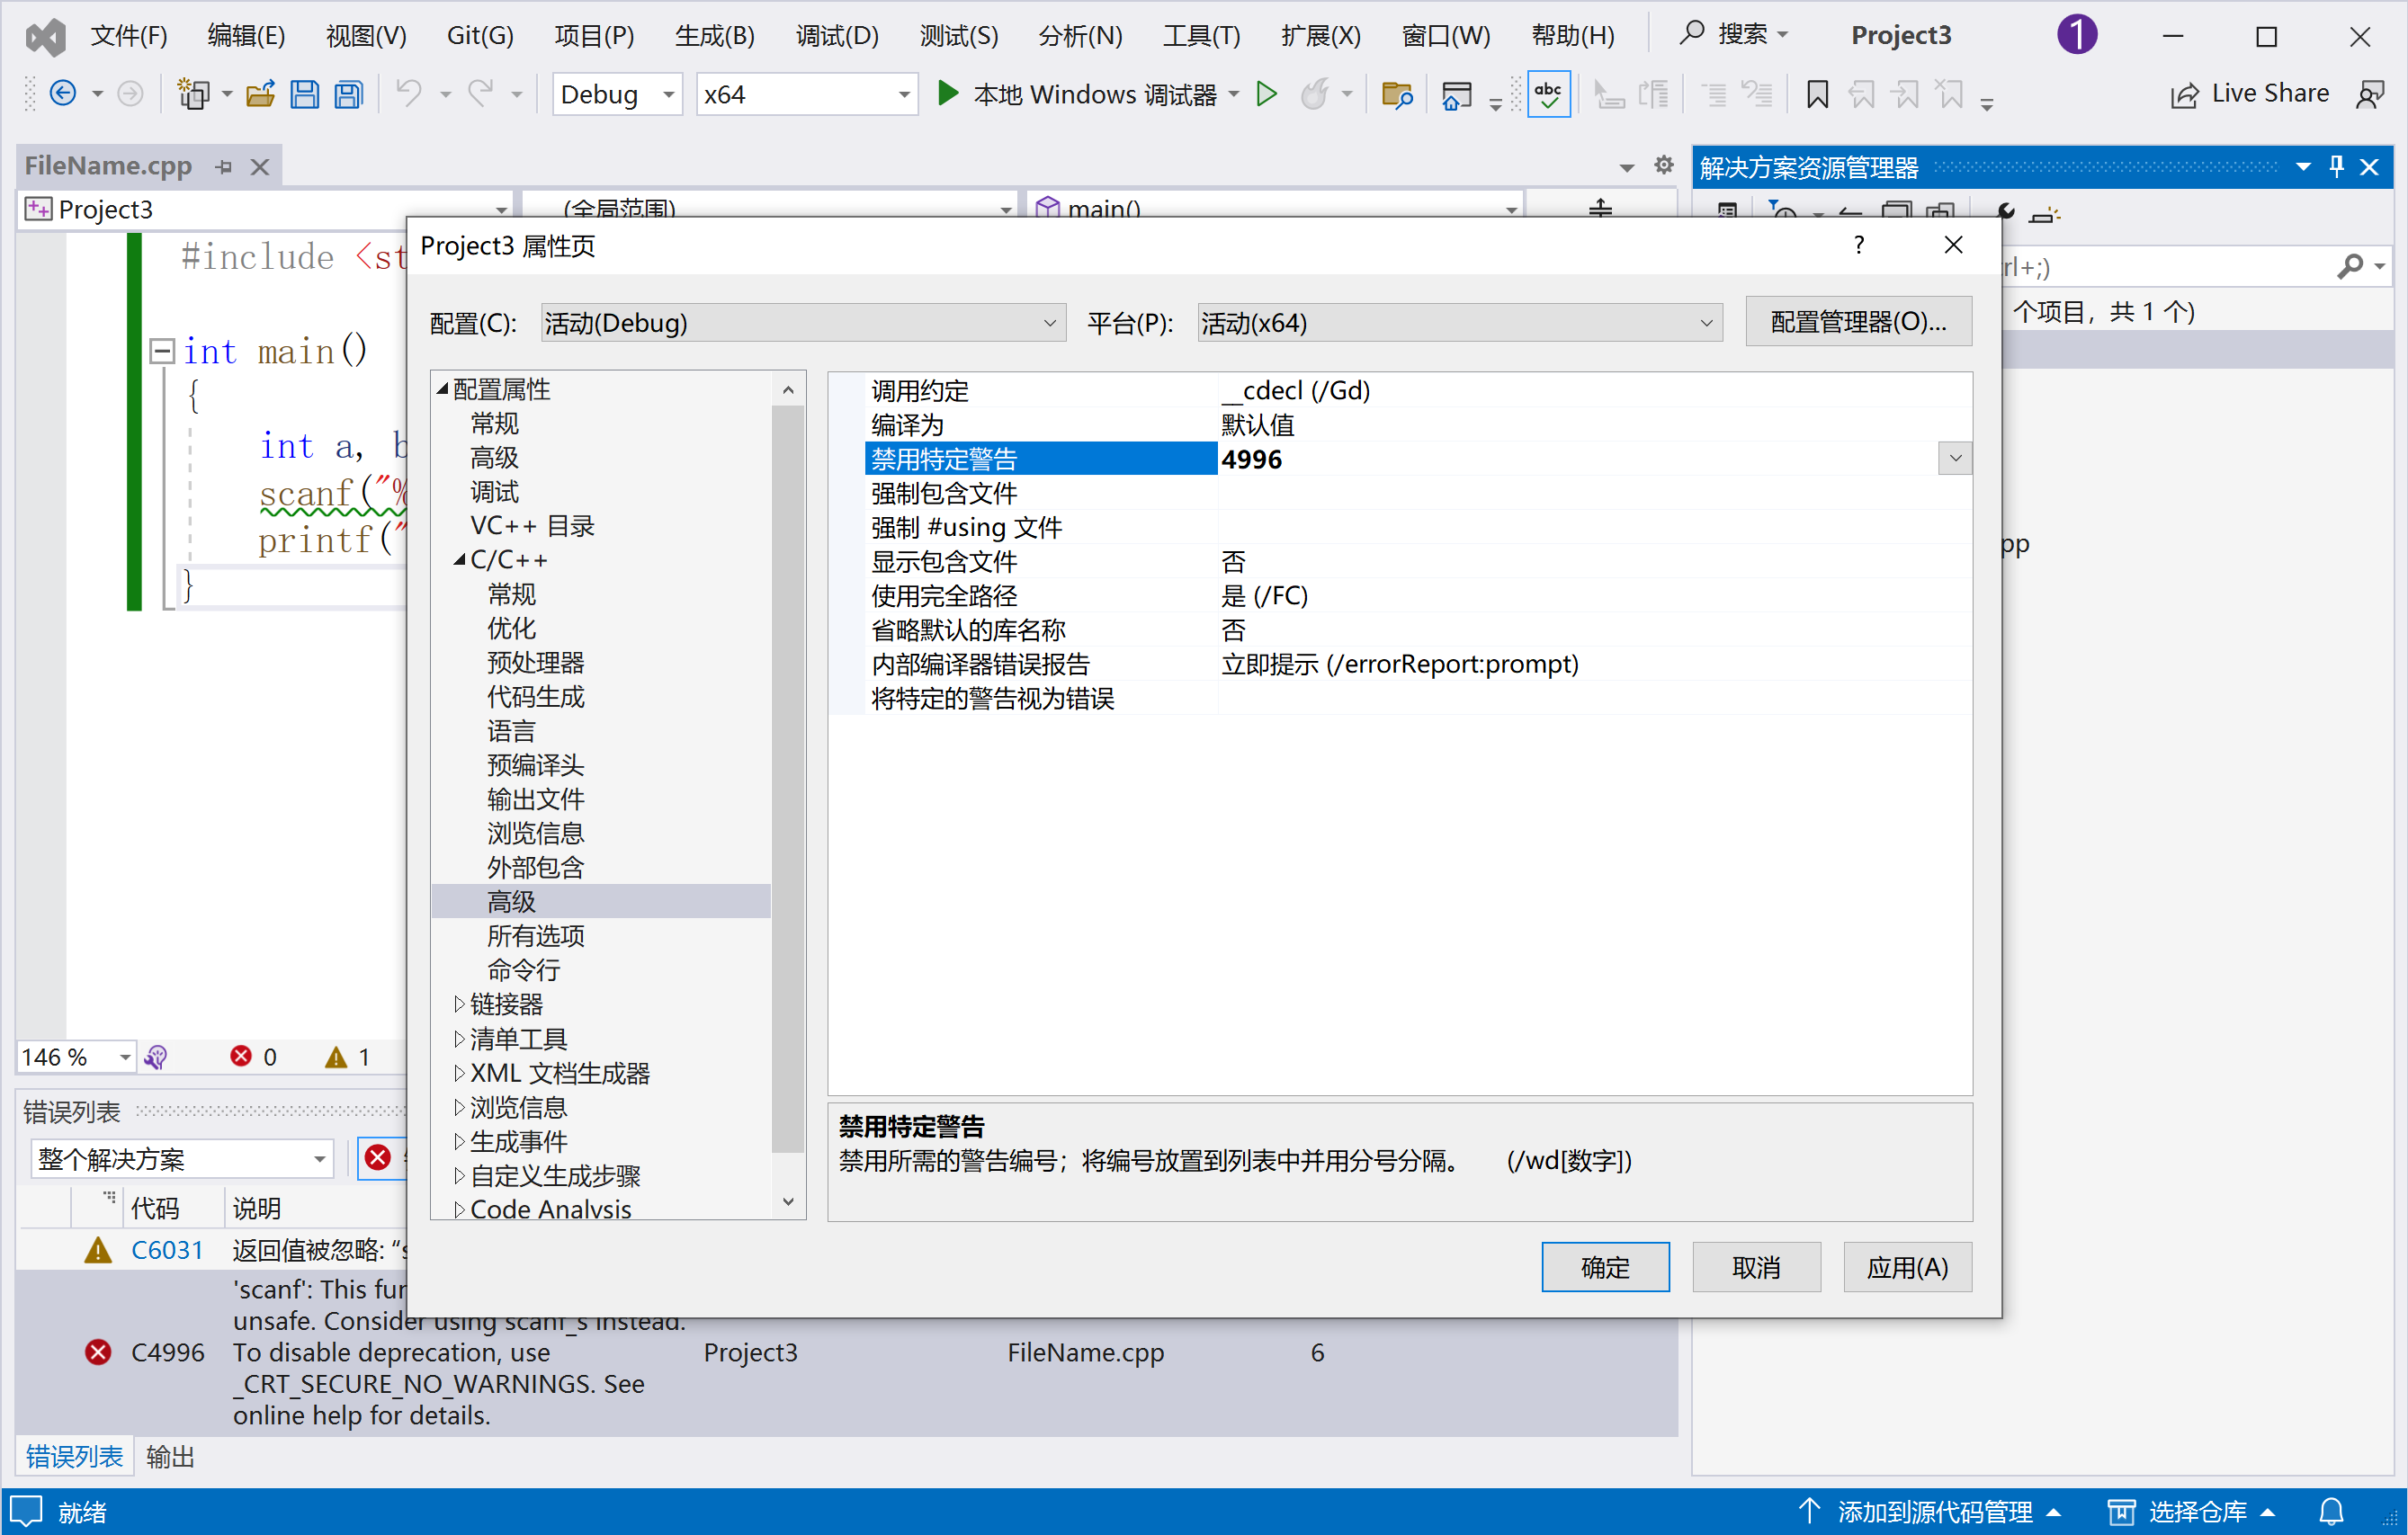 文件(F) 编辑(E) 视图(V) Git(G) 项目(P) 生成(B) 调试(D) 测试(S) 分析(N) 工具(T) 扩展(X) 窗口(W) 帮助(H) 搜索 Project3 1
Debug x64 本地 Windows 调试器 abc Live Share
FileName.cpp
解决方案资源管理器
Project3 (全局范围) main()
#include <st
int main()
{
int a, b
scanf("%
printf("
}
rl+;)
个项目，共 1 个)
pp
Project3 属性页 ?
配置(C): 活动(Debug) 平台(P): 活动(x64) 配置管理器(O)...
配置属性
常规
高级
调试
VC++ 目录
C/C++
常规
优化
预处理器
代码生成
语言
预编译头
输出文件
浏览信息
外部包含
高级
所有选项
命令行
链接器
清单工具
XML 文档生成器
浏览信息
生成事件
自定义生成步骤
Code Analysis
调用约定 __cdecl (/Gd)
编译为 默认值
禁用特定警告 4996
强制包含文件
强制 #using 文件
显示包含文件 否
使用完全路径 是 (/FC)
省略默认的库名称 否
内部编译器错误报告 立即提示 (/errorReport:prompt)
将特定的警告视为错误
禁用特定警告
禁用所需的警告编号；将编号放置到列表中并用分号分隔。 (/wd[数字])
确定 取消 应用(A)
146 % 0 1
错误列表
整个解决方案
代码 说明
C6031 返回值被忽略: “s
'scanf': This fun
unsafe. Consider using scanf_s instead.
C4996 To disable deprecation, use Project3 FileName.cpp 6
_CRT_SECURE_NO_WARNINGS. See
online help for details.
错误列表 输出
就绪 添加到源代码管理 选择仓库